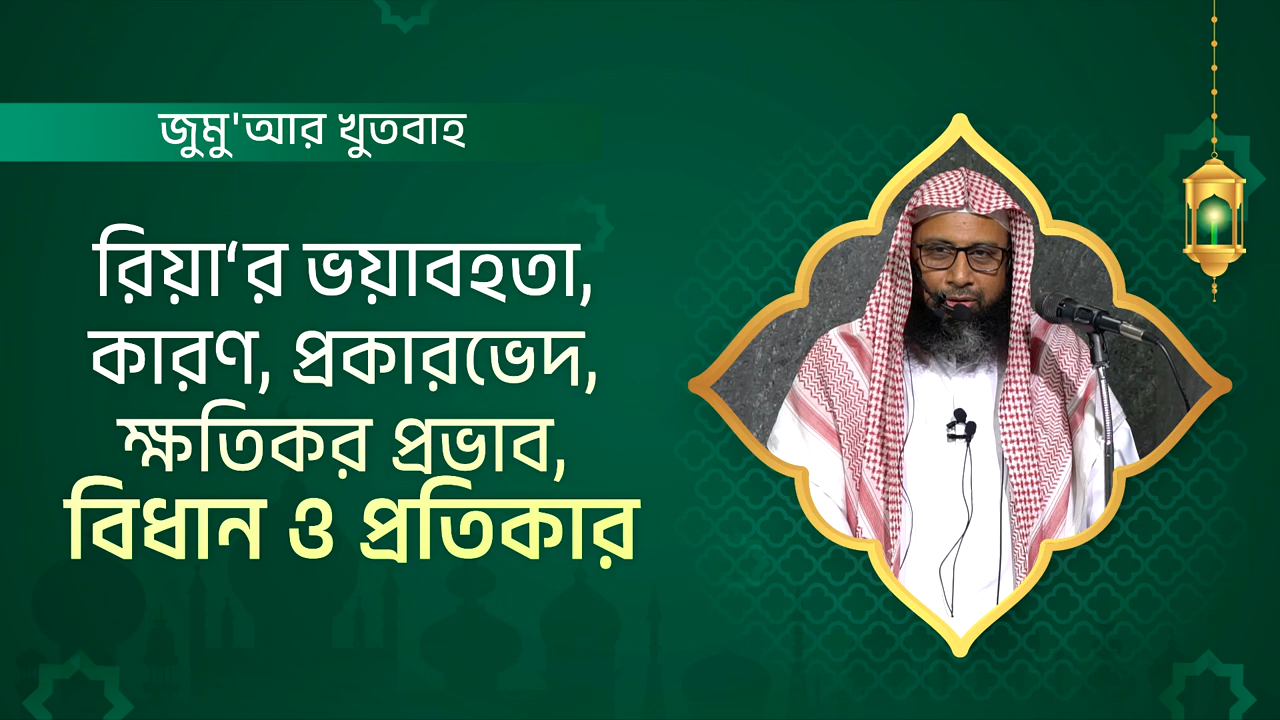 জুমু'আর খুতবাহ
রিয়া‘র ভয়াবহতা,
কারণ, প্রকারভেদ,
ক্ষতিকর প্রভাব,
বিধান ও প্রতিকার